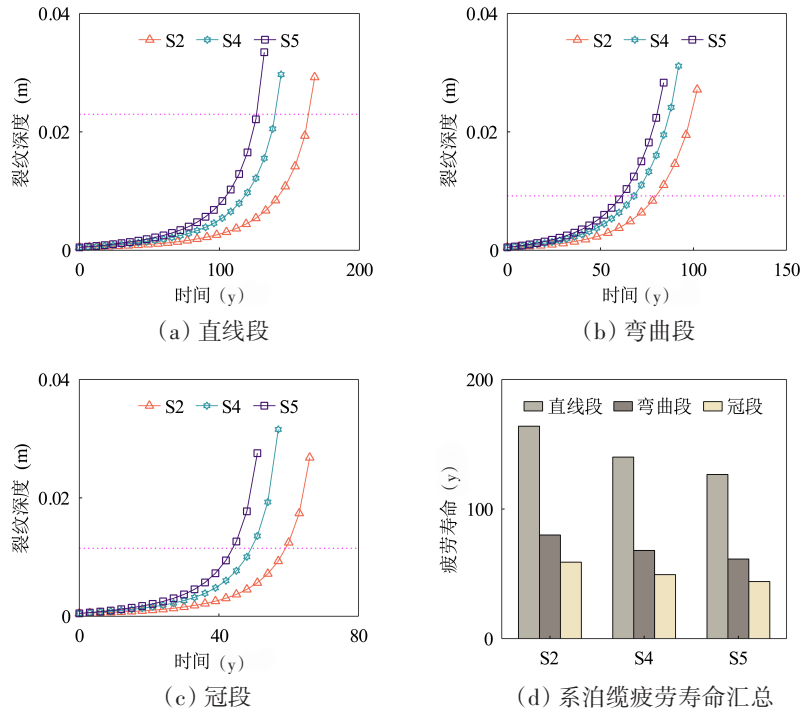 0.04
S2 S4 S5
裂纹深度 (m)
0.02
0
0 100 200
时间（y）
(a) 直线段
0.04
S2 S4 S5
裂纹深度 (m)
0.02
0
0 50 100 150
时间（y）
(b) 弯曲段
0.04
S2 S4 S5
裂纹深度 (m)
0.02
0
0 40 80
时间（y）
(c) 冠段
200
直线段 弯曲段 冠段
疲劳寿命（y）
100
0
S2 S4 S5
(d) 系泊缆疲劳寿命汇总